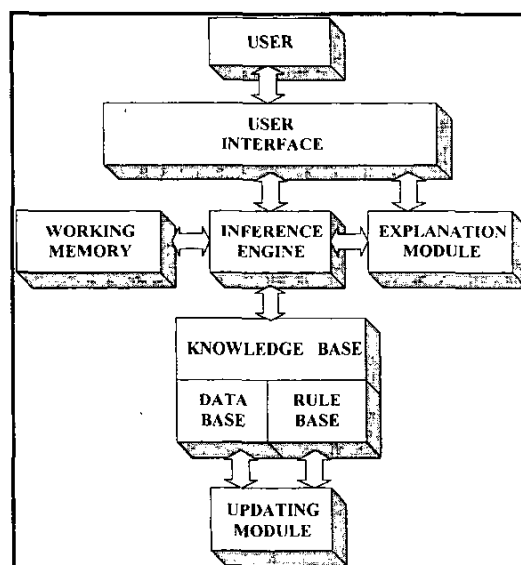 USER
USER
INTERFACE
WORKING
MEMORY
INFERENCE
ENGINE
EXPLANATION
MODULE
KNOWLEDGE BASE
DATA
BASE
RULE
BASE
UPDATING
MODULE